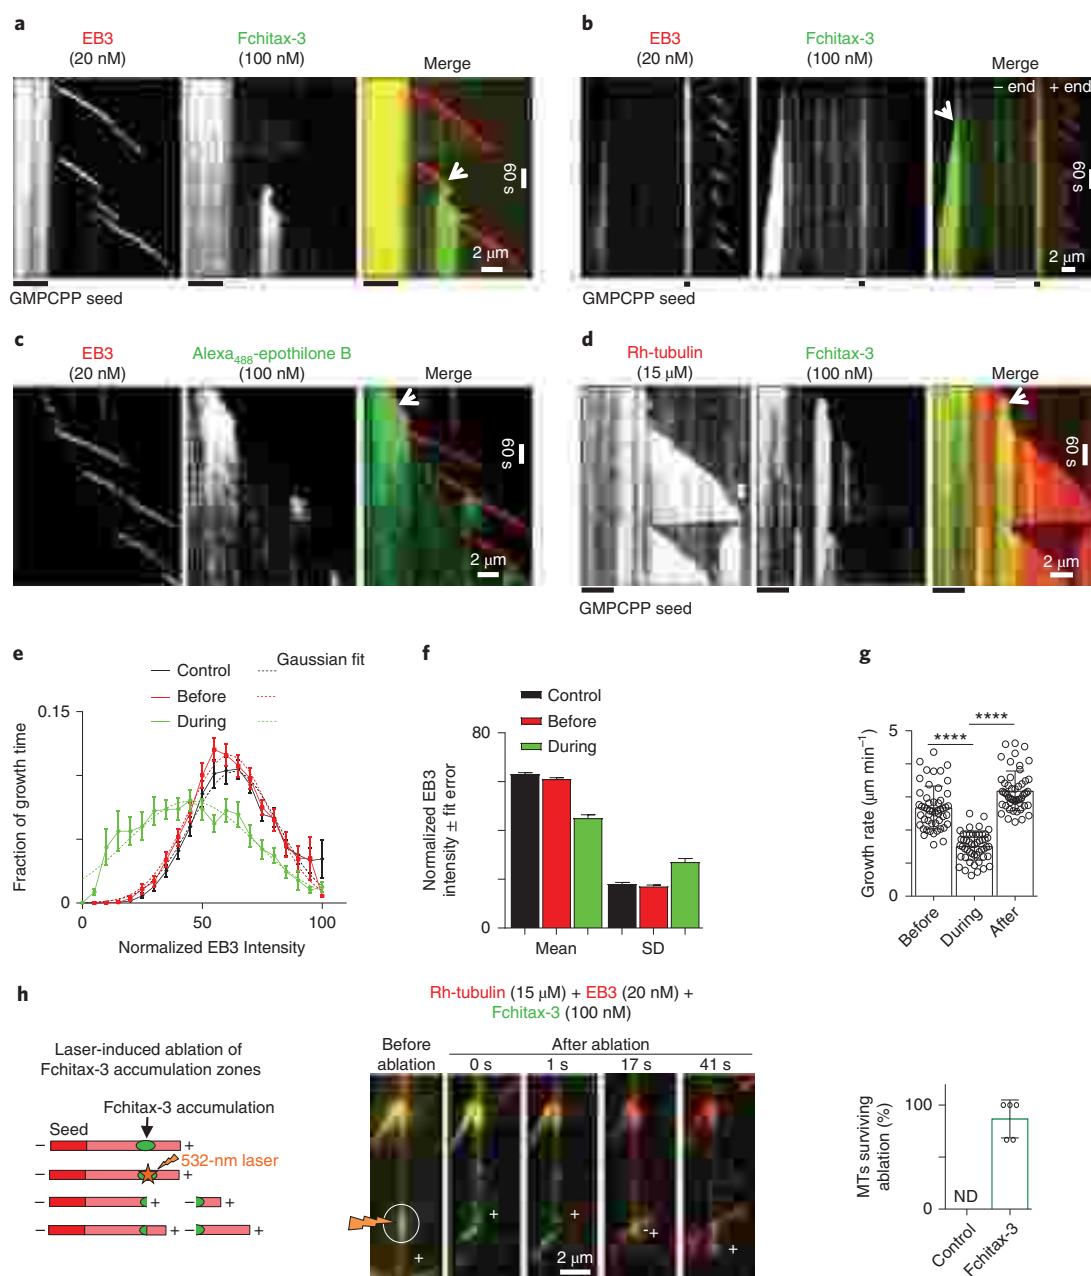 a
EB3
(20 nM)
Fchitax-3
(100 nM)
Merge
60 s
2 μm
GMPCPP seed
b
EB3
(20 nM)
Fchitax-3
(100 nM)
Merge
– end + end
60 s
2 μm
GMPCPP seed
c
EB3
(20 nM)
Alexa488-epothilone B
(100 nM)
Merge
60 s
2 μm
d
Rh-tubulin
(15 μM)
Fchitax-3
(100 nM)
Merge
60 s
2 μm
GMPCPP seed
e
Control
Before
During
Gaussian fit
0.15
0
Fraction of growth time
0 50 100
Normalized EB3 Intensity
f
Control
Before
During
80
0
Normalized EB3
intensity ± fit error
Mean SD
g
**** ****
5
0
Growth rate (μm min−1)
Before
During
After
h
Laser-induced ablation of
Fchitax-3 accumulation zones
Fchitax-3 accumulation
Seed
– +
532-nm laser
– +
– + – +
– + – +
Rh-tubulin (15 μM) + EB3 (20 nM) +
Fchitax-3 (100 nM)
Before
ablation
After ablation
0 s 1 s 17 s 41 s
+ + -+ +
+
2 μm
MTs surviving
ablation (%)
100
0
ND
Control
Fchitax-3